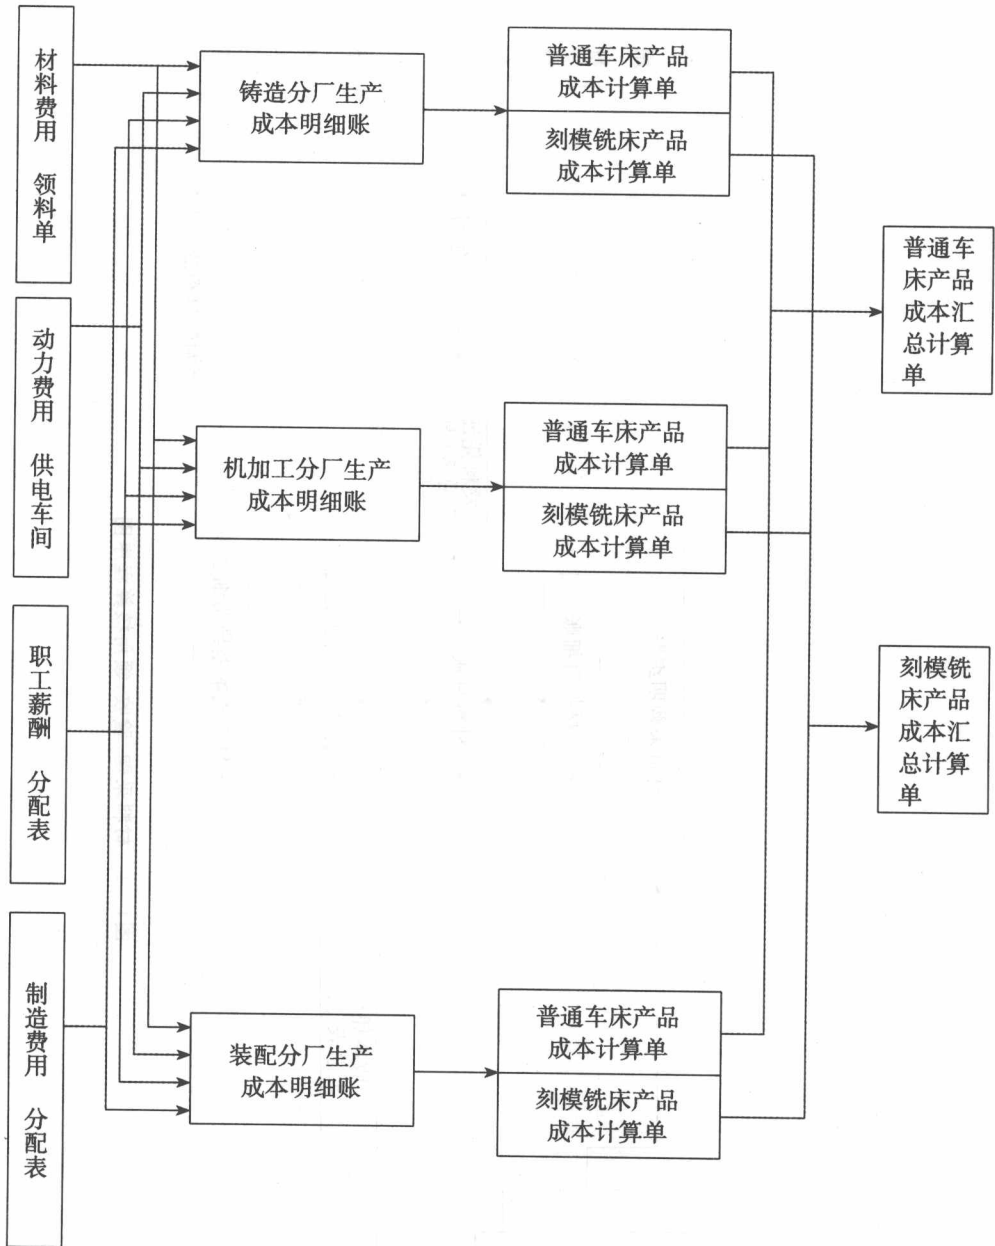 材料费用 领料单
动力费用 供电车间
职工薪酬 分配表
制造费用 分配表
铸造分厂生产
成本明细账
机加工分厂生产
成本明细账
装配分厂生产
成本明细账
普通车床产品
成本计算单
刻模铣床产品
成本计算单
普通车床产品
成本计算单
刻模铣床产品
成本计算单
普通车床产品
成本计算单
刻模铣床产品
成本计算单
普通车
床产品
成本汇
总计算
单
刻模铣
床产品
成本汇
总计算
单